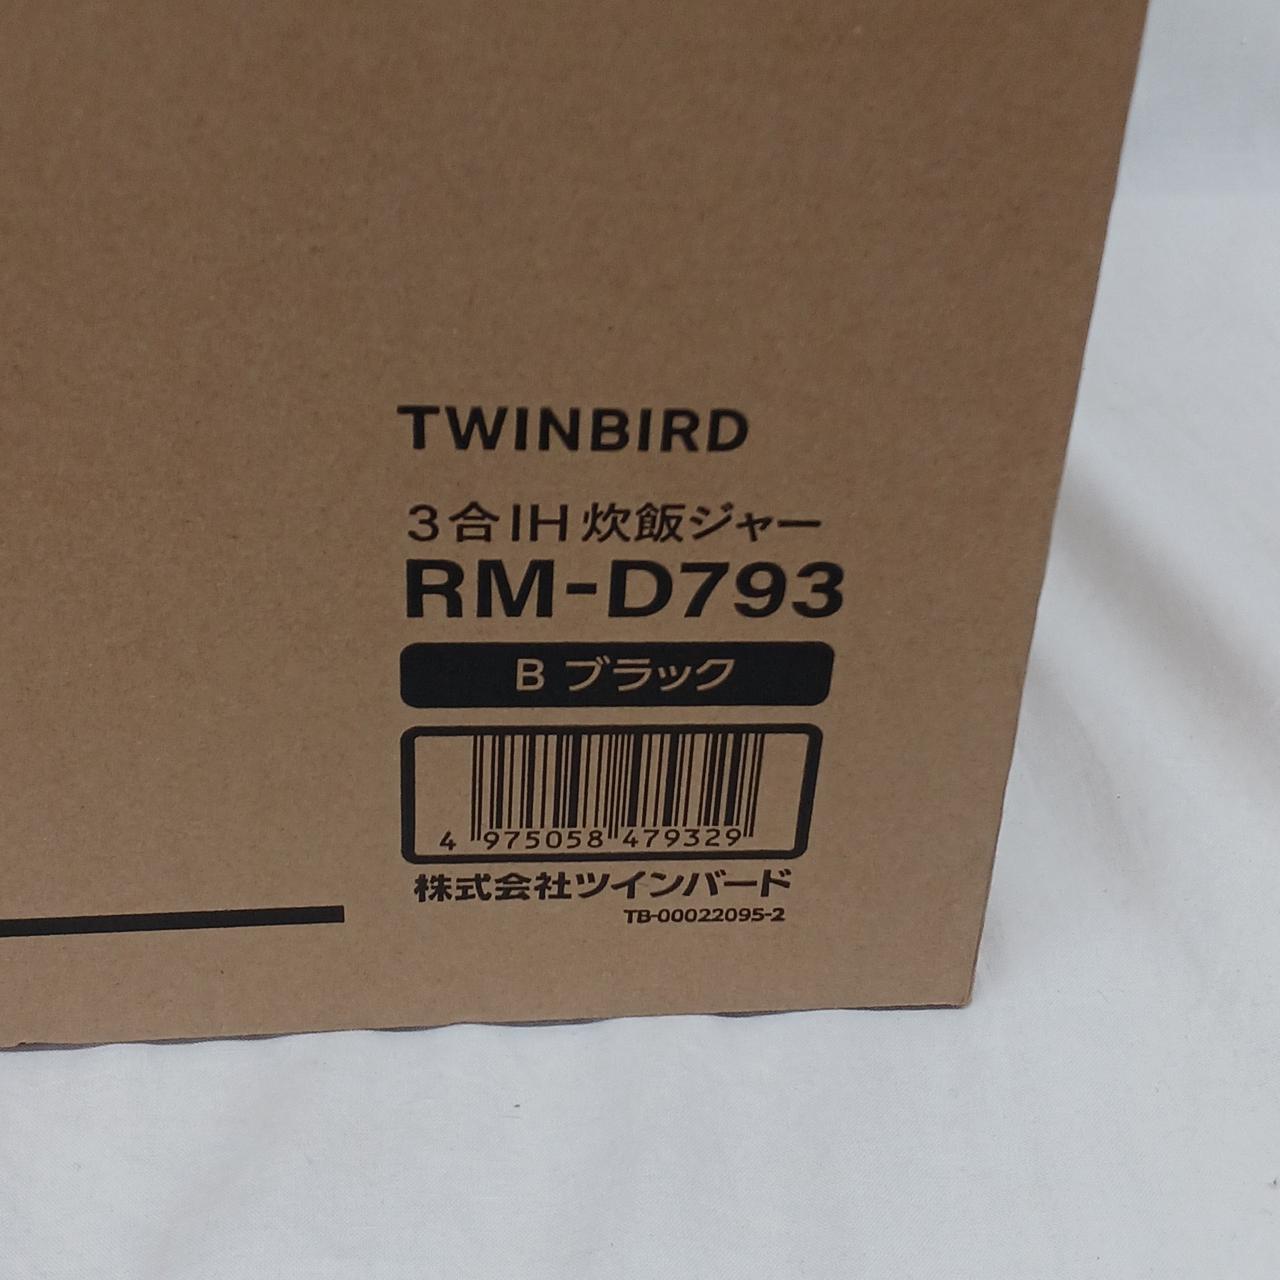 TWINBIRD
3合IH炊飯ジャー
RM-D793
B ブラック
4 975058 479329
株式会社ツインバード
TB-00022095-2